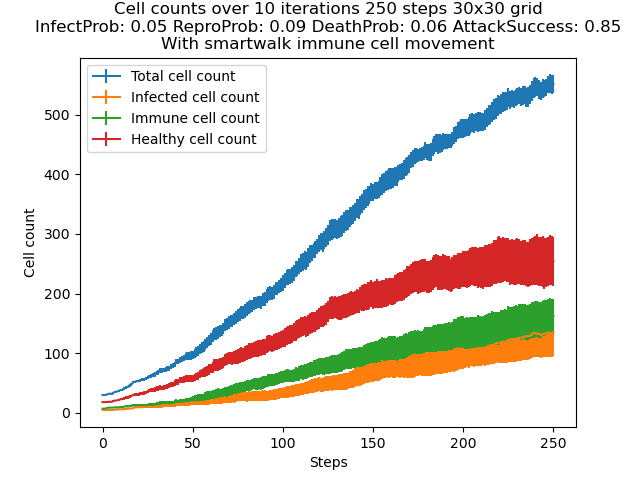 Cell counts over 10 iterations 250 steps 30x30 grid
InfectProb: 0.05 ReproProb: 0.09 DeathProb: 0.06 AttackSuccess: 0.85
With smartwalk immune cell movement
Total cell count
Infected cell count
Immune cell count
Healthy cell count
Cell count
500
400
300
200
100
0
0 50 100 150 200 250
Steps